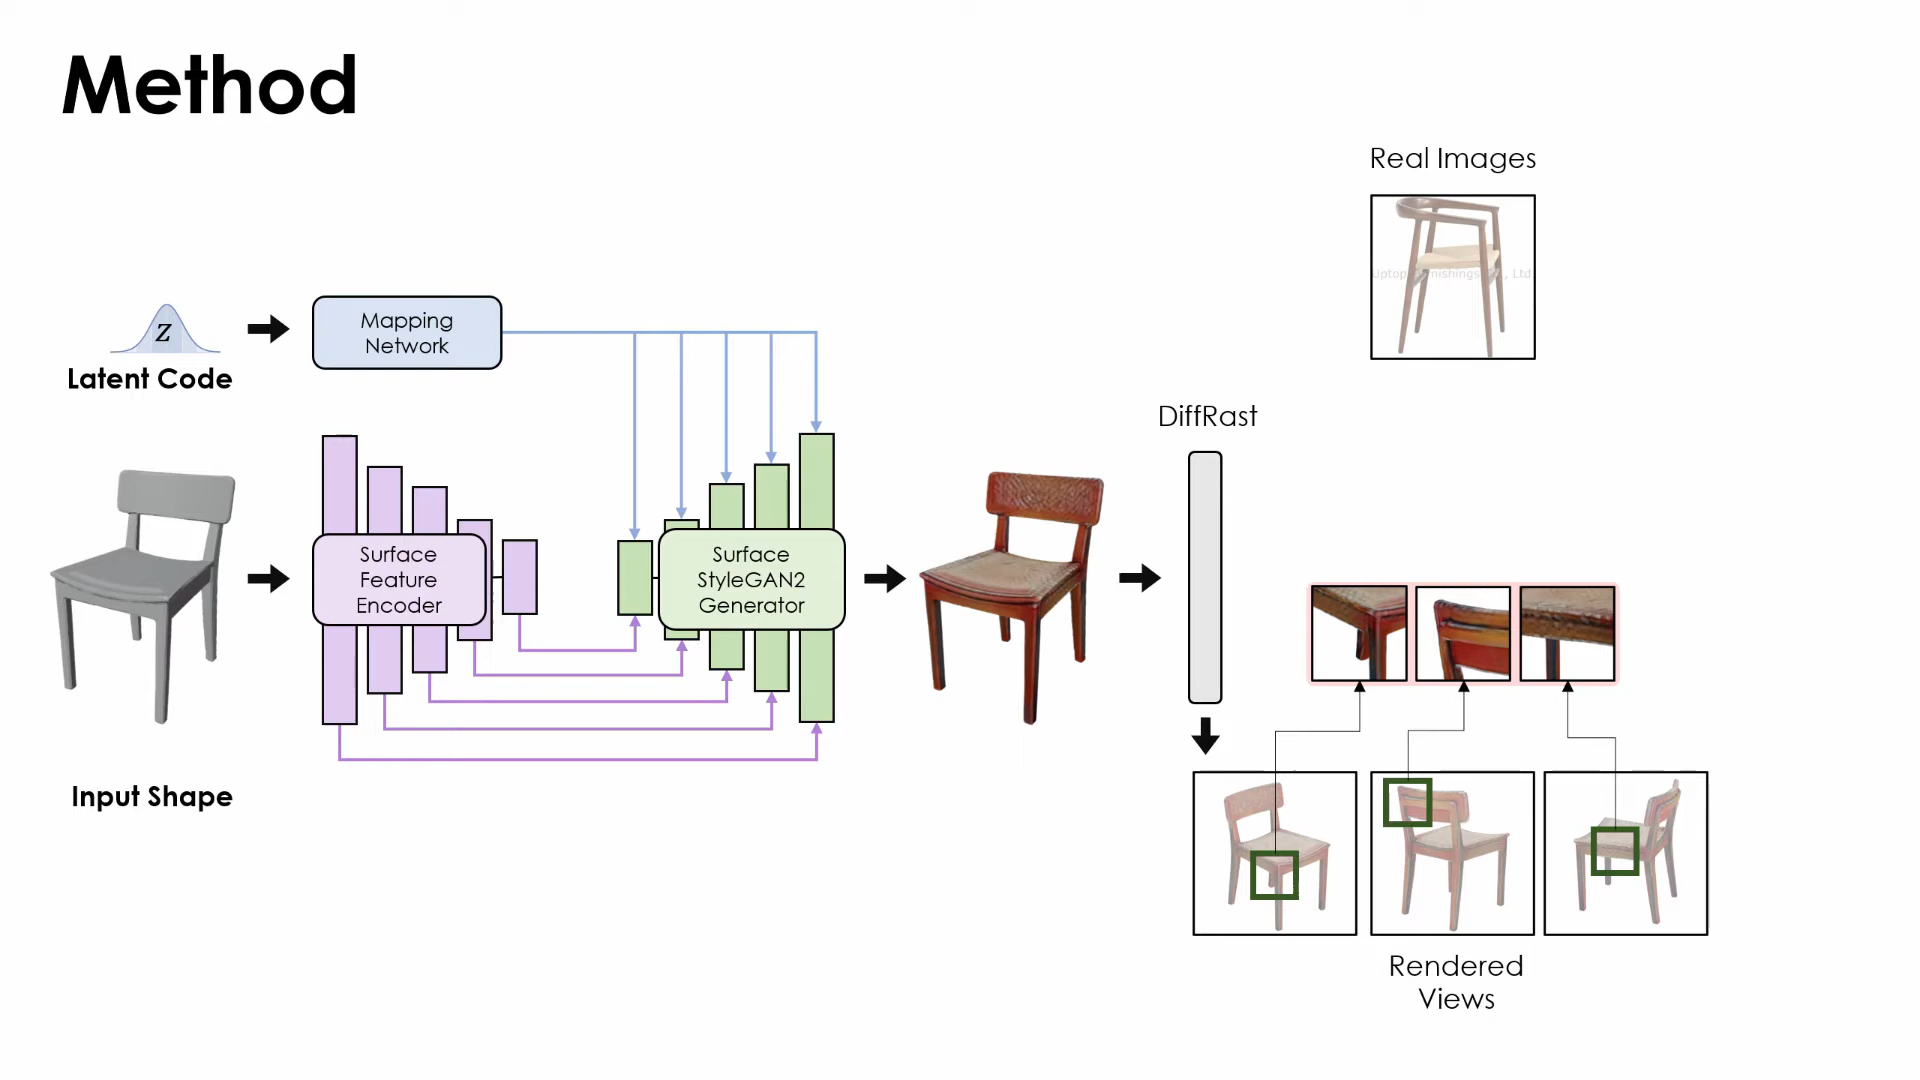 Method
Real Images
Z
Latent Code
Mapping
Network
DiffRast
Surface
Feature
Encoder
Surface
StyleGAN2
Generator
Input Shape
Rendered
Views